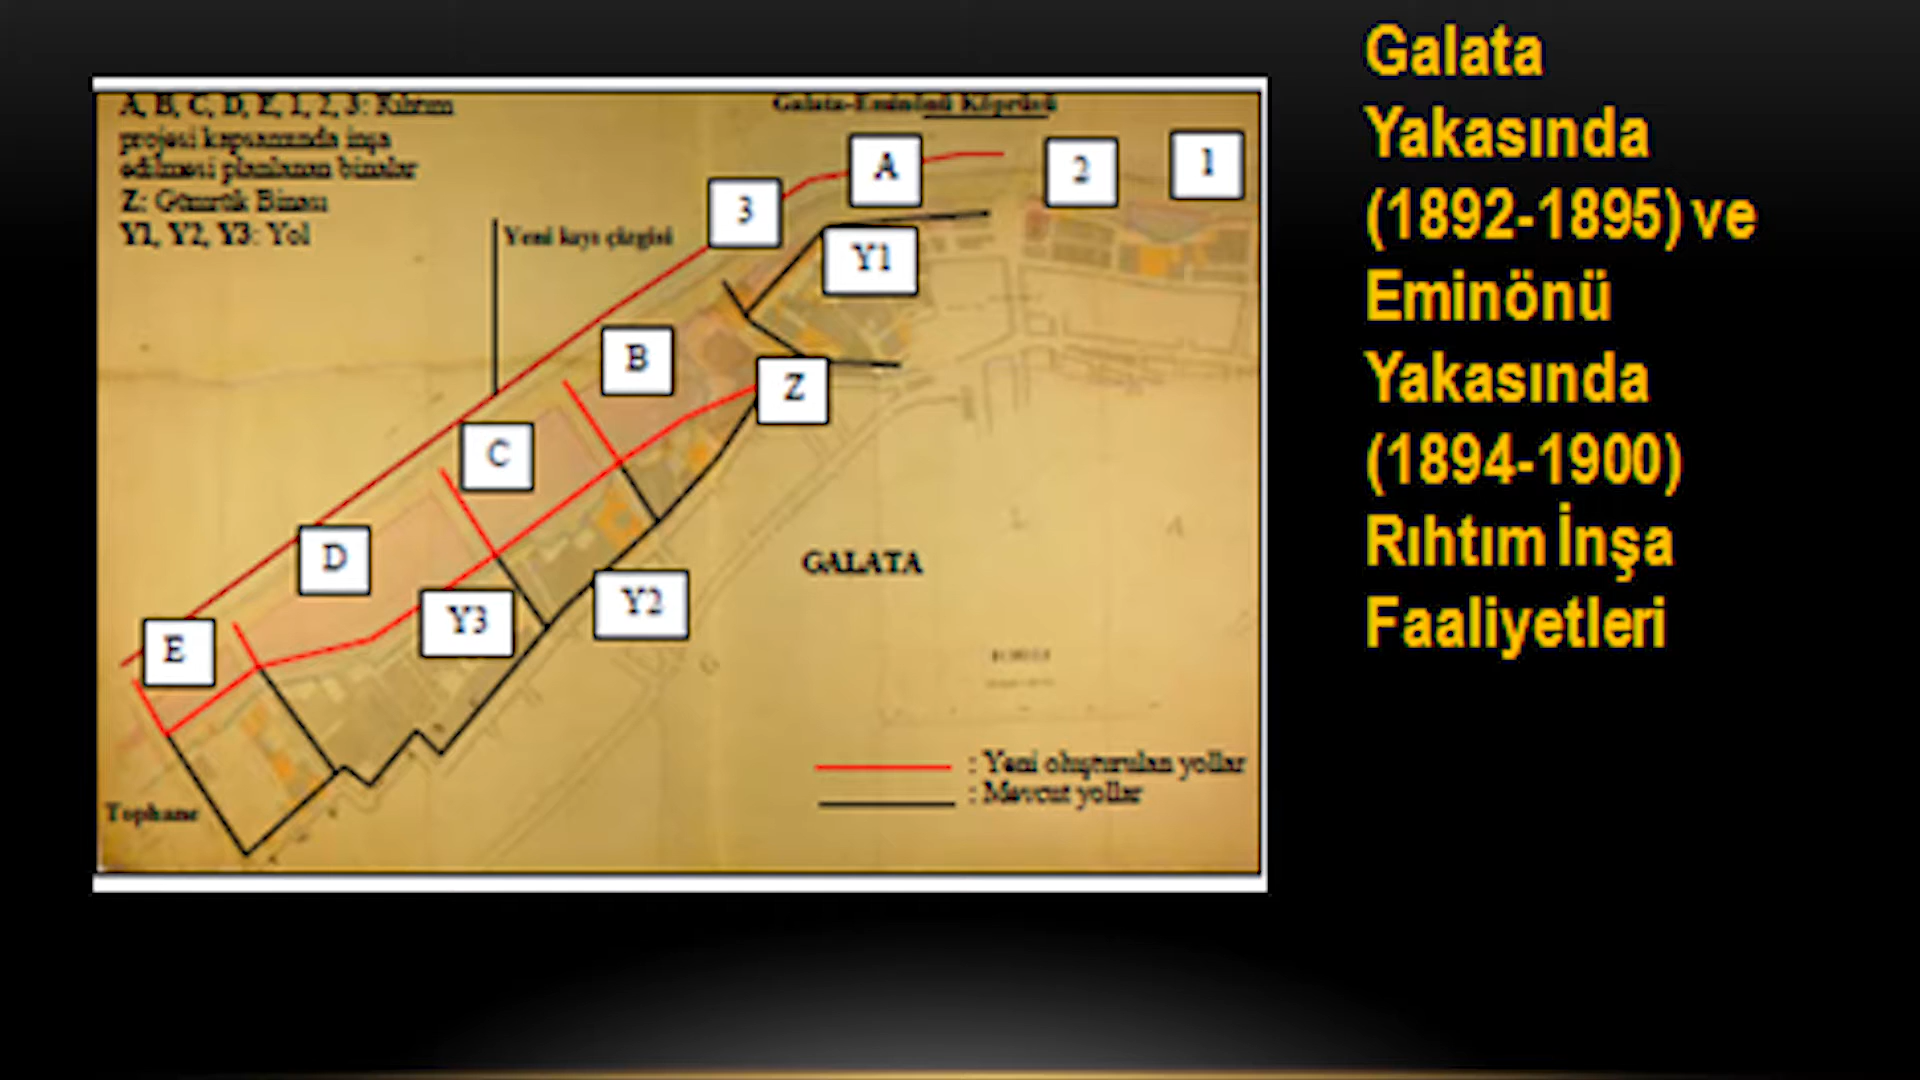 A, B, C, D, E, 1, 2, 3: Rıhtım
projesi kapsamında inşa
edilmesi planlanan binalar
Z: Gümrük Binası
Y1, Y2, Y3: Yol
Galata-Eminönü Köprüsü
Yeni kıyı çizgisi
A
2
1
3
Y1
B
Z
C
D
Y3
Y2
E
GALATA
Tophane
: Yeni oluşturulan yollar
: Mevcut yollar
Galata
Yakasında
(1892-1895) ve
Eminönü
Yakasında
(1894-1900)
Rıhtım İnşa
Faaliyetleri